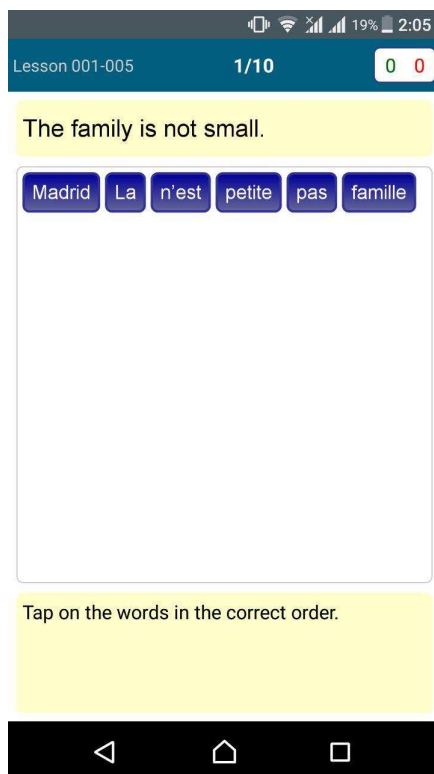 19% 2:05
Lesson 001-005 1/10 0 0
The family is not small.
Madrid La n'est petite pas famille
Tap on the words in the correct order.